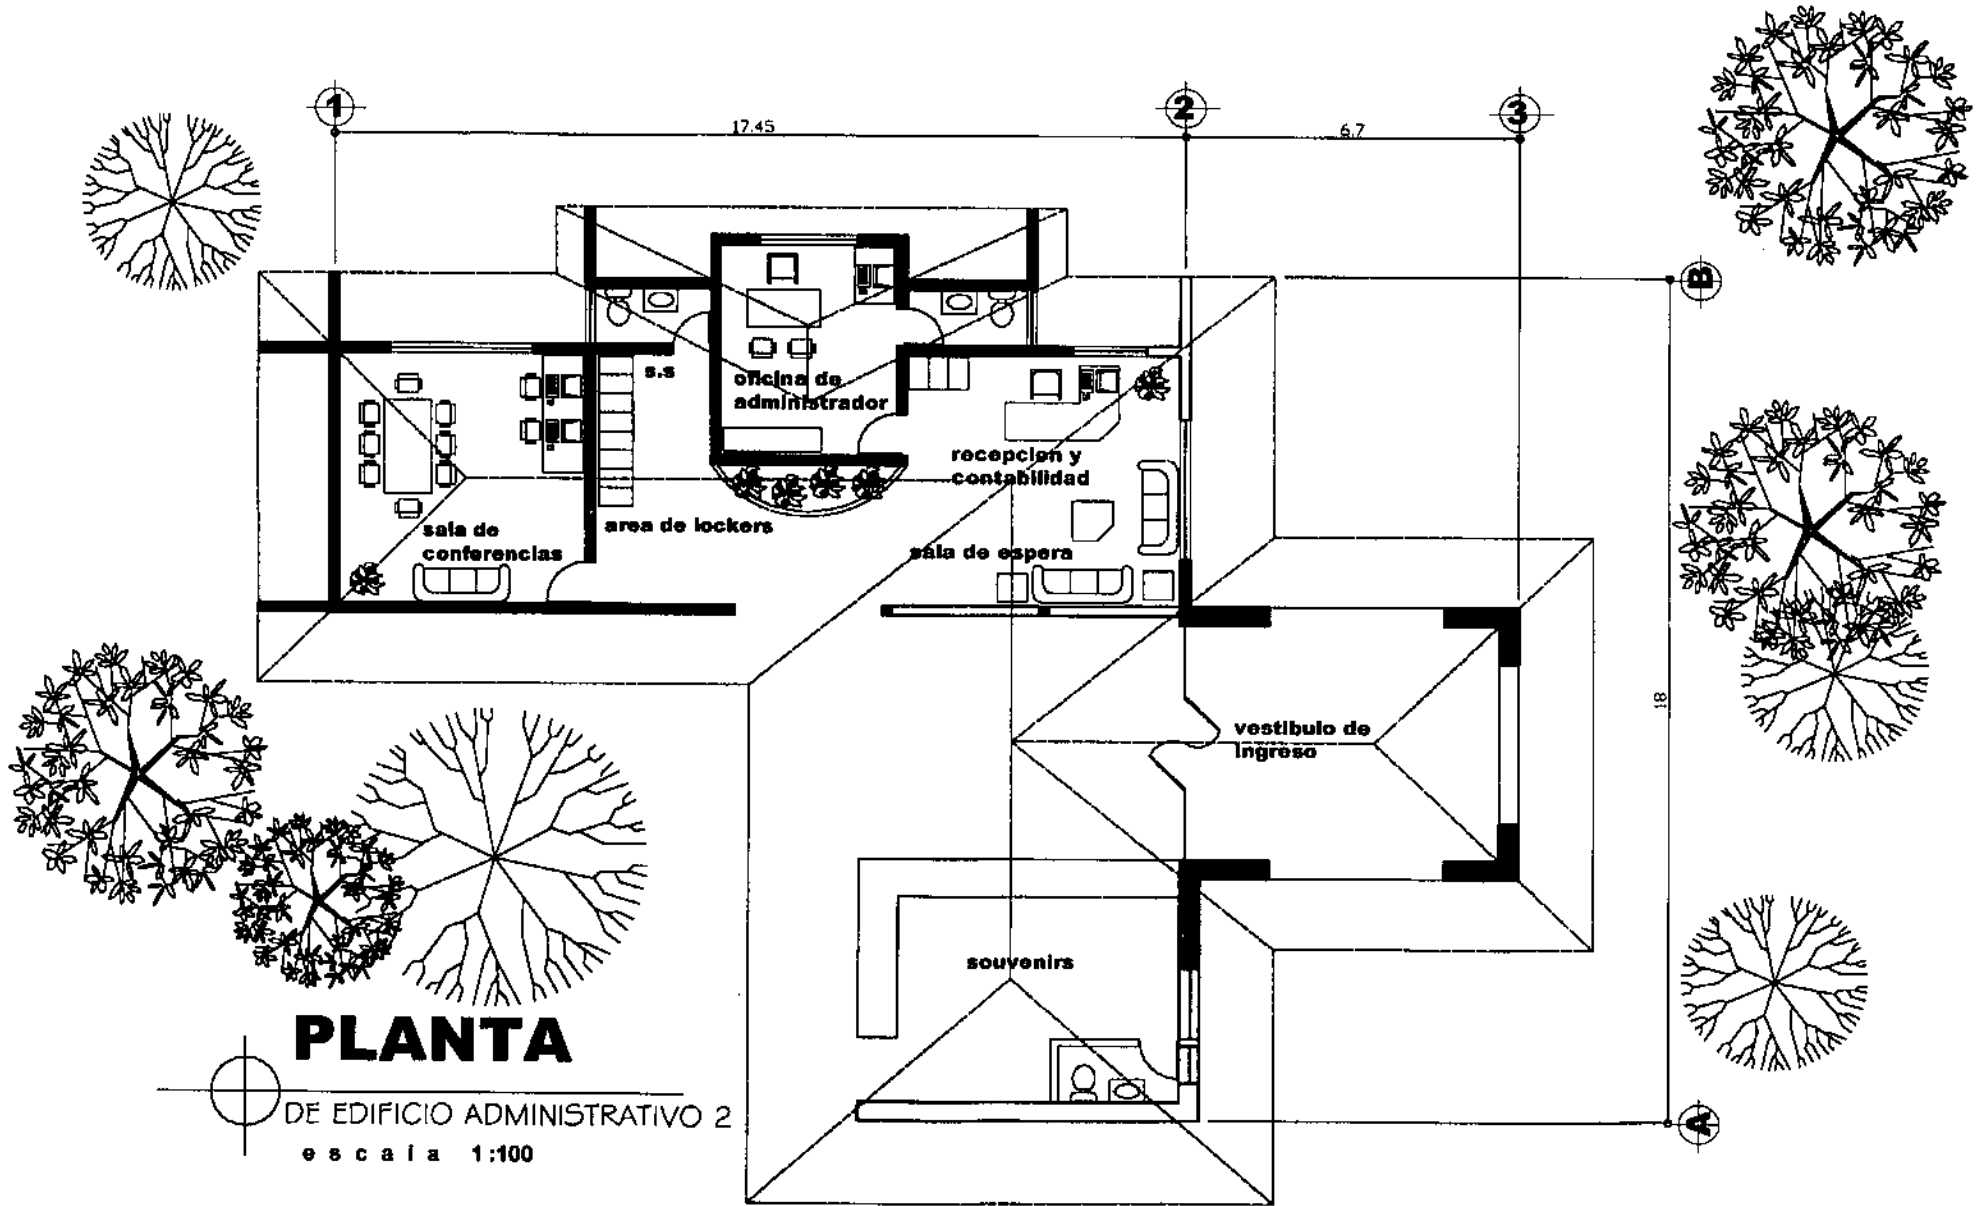 1
2
3
17.45
6.7
B
s.s
oficina de
administrador
recepcion y
contabilidad
sala de
conferencias
area de lockers
sala de espera
18
vestibulo de
ingreso
souvenirs
PLANTA
DE EDIFICIO ADMINISTRATIVO 2
escala 1:100
A